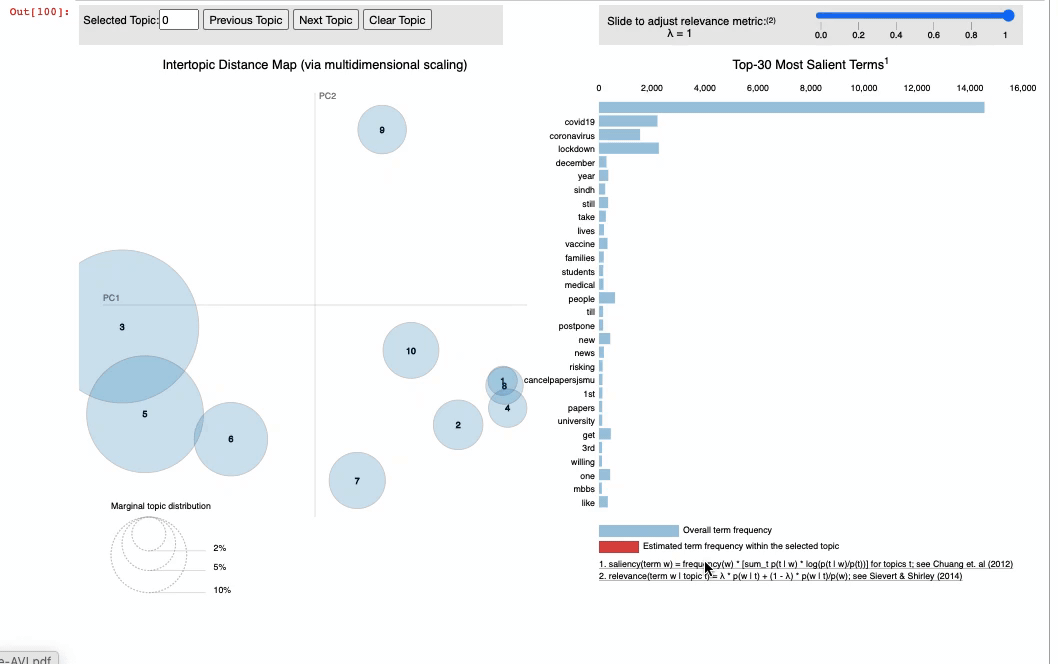 Out[100]:
Selected Topic: 0 Previous Topic Next Topic Clear Topic
Slide to adjust relevance metric:(2)
λ = 1
0.0 0.2 0.4 0.6 0.8 1
Intertopic Distance Map (via multidimensional scaling)
PC2
PC1
9
3
10
1
8
5
4
6
2
7
Marginal topic distribution
2%
5%
10%
Top-30 Most Salient Terms1
0 2,000 4,000 6,000 8,000 10,000 12,000 14,000 16,000
covid19
coronavirus
lockdown
december
year
sindh
still
take
lives
vaccine
families
students
medical
people
till
postpone
new
news
risking
cancelpapersjsmu
1st
papers
university
get
3rd
willing
one
mbbs
like
Overall term frequency
Estimated term frequency within the selected topic
1. saliency(term w) = frequency(w) * [sum_t p(t | w) * log(p(t | w)/p(t))] for topics t; see Chuang et. al (2012)
2. relevance(term w | topic t) = λ * p(w | t) + (1 - λ) * p(w | t)/p(w); see Sievert & Shirley (2014)
e-AVI.pdf